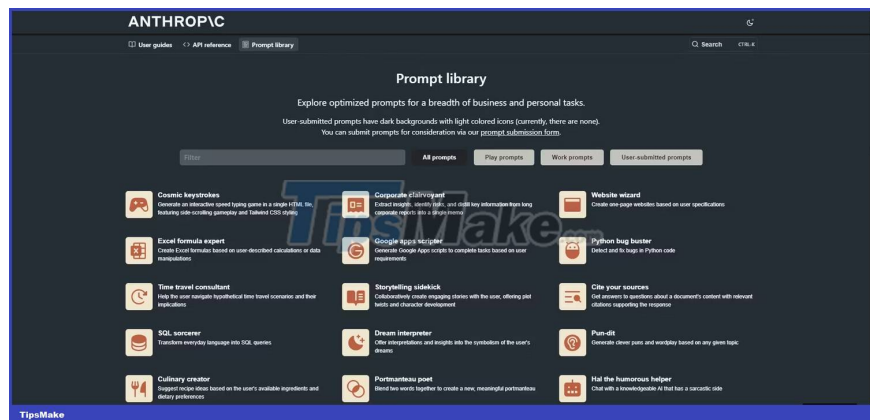 ANTHROP\C
User guides
API reference
Prompt library
Search
CTRL-K
Prompt library
Explore optimized prompts for a breadth of business and personal tasks.
User-submitted prompts have dark backgrounds with light colored icons (currently, there are none).
You can submit prompts for consideration via our prompt submission form.
Filter
All prompts
Play prompts
Work prompts
User-submitted prompts
Cosmic keystrokes
Generate an interactive speed typing game in a single HTML file,
featuring side-scrolling gameplay and Tailwind CSS styling
Corporate clairvoyant
Extract insights, identify risks, and distill key information from long
corporate reports into a single memo
Website wizard
Create one-page websites based on user specifications
TipsMake.com
Excel formula expert
Create Excel formulas based on user-described calculations or data
manipulations
Google apps scripter
Generate Google Apps scripts to complete tasks based on user
requirements
Python bug buster
Detect and fix bugs in Python code
Time travel consultant
Help the user navigate hypothetical time travel scenarios and their
implications
Storytelling sidekick
Collaboratively create engaging stories with the user, offering plot
twists and character development
Cite your sources
Get answers to questions about a document's content with relevant
citations supporting the response
SQL sorcerer
Transform everyday language into SQL queries
Dream interpreter
Offer interpretations and insights into the symbolism of the user's
dreams
Pun-dit
Generate clever puns and wordplay based on any given topic
Culinary creator
Suggest recipe ideas based on the user's available ingredients and
dietary preferences
Portmanteau poet
Blend two words together to create a new, meaningful portmanteau
Hal the humorous helper
Chat with a knowledgeable AI that has a sarcastic side
TipsMake